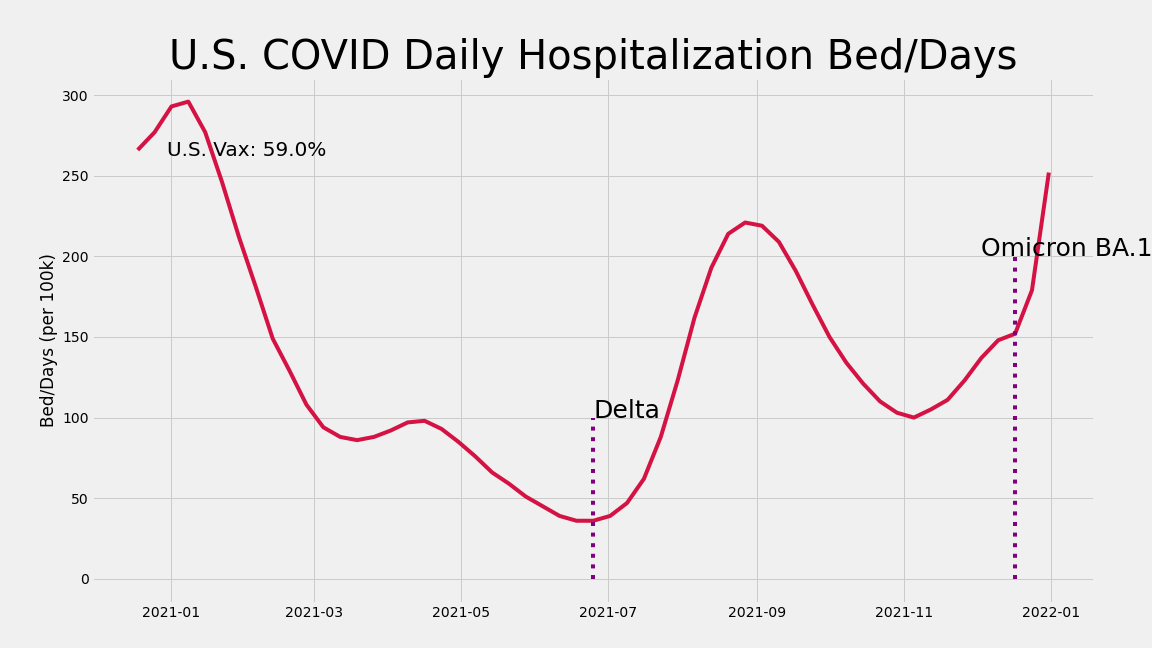 U.S. COVID Daily Hospitalization Bed/Days
Bed/Days (per 100k)
300
250
200
150
100
50
0
U.S. Vax: 59.0%
Omicron BA.1
Delta
2021-01
2021-03
2021-05
2021-07
2021-09
2021-11
2022-01